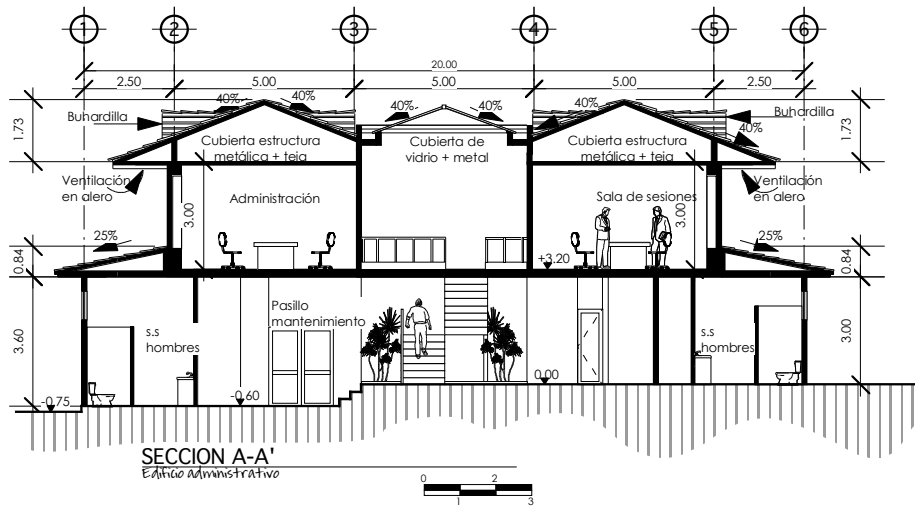 1 2 3 4 5 6
20.00
2.50 5.00 5.00 5.00 2.50
40% 40% 40% 40% 40%
Buhardilla Buhardilla
1.73 40% 1.73
Cubierta estructura
metálica + teja
Cubierta de
vidrio + metal
Cubierta estructura
metálica + teja
Ventilación
en alero
Ventilación
en alero
3.00 Administración Sala de sesiones 3.00
25% 25%
0.84 0.84
+3.20
Pasillo
mantenimiento
s.s
hombres
s.s
hombres
3.60 3.00
0.00
-0.75 -0.60
SECCION A-A'
Edificio administrativo
0 2
1 3